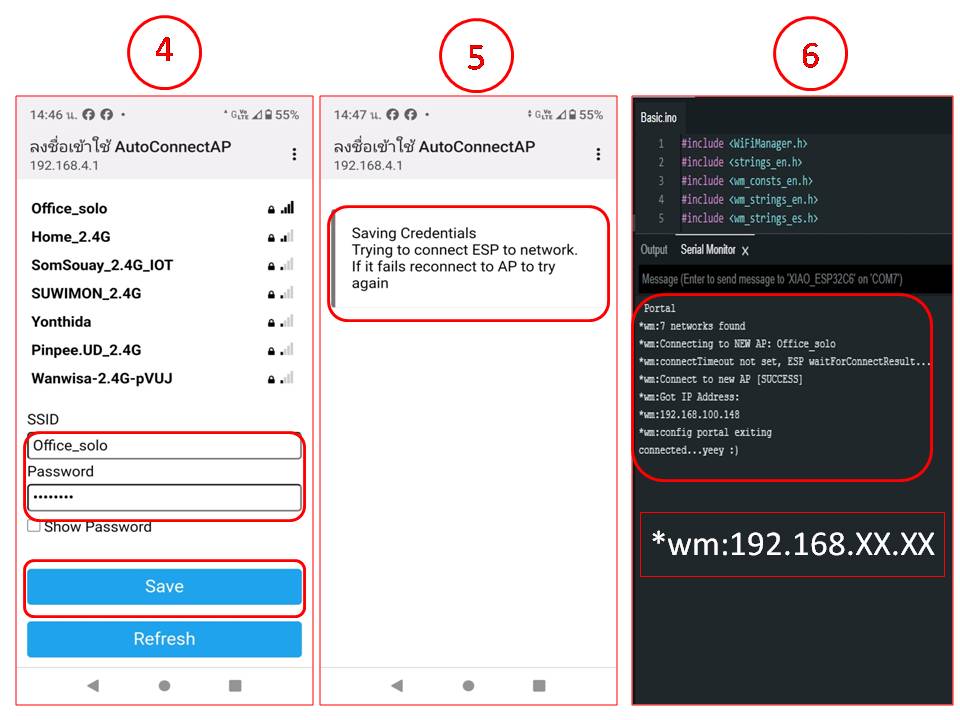 4
14:46 น.
55%
ลงชื่อเข้าใช้ AutoConnectAP
192.168.4.1
Office_solo
Home_2.4G
SomSouay_2.4G_IOT
SUWIMON_2.4G
Yonthida
Pinpee.UD_2.4G
Wanwisa-2.4G-pVUJ
SSID
Office_solo
Password
••••••••
Show Password
Save
Refresh
5
14:47 น.
55%
ลงชื่อเข้าใช้ AutoConnectAP
192.168.4.1
Saving Credentials
Trying to connect ESP to network.
If it fails reconnect to AP to try
again
6
Basic.ino
1 #include <WiFiManager.h>
2 #include <strings_en.h>
3 #include <wm_consts_en.h>
4 #include <wm_strings_en.h>
5 #include <wm_strings_es.h>
Output Serial Monitor x
Message (Enter to send message to 'XIAO_ESP32C6' on 'COM7')
Portal
*wm:7 networks found
*wm:Connecting to NEW AP: Office_solo
*wm:connectTimeout not set, ESP waitForConnectResult...
*wm:Connect to new AP [SUCCESS]
*wm:Got IP Address:
*wm:192.168.100.148
*wm:config portal exiting
connected...yeey :)
*wm:192.168.XX.XX